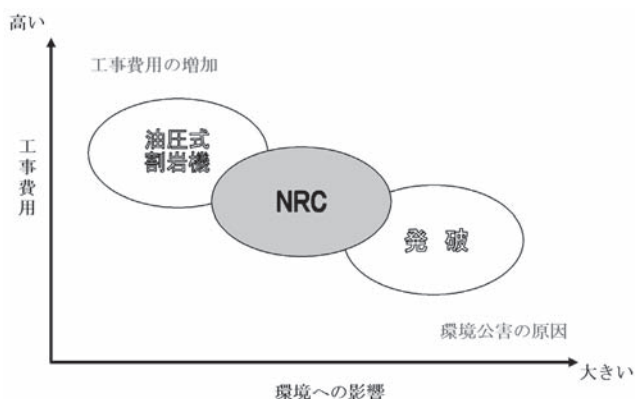 高い
工事費用の増加
油圧式
割岩機
工事費用
NRC
発 破
環境公害の原因
大きい
環境への影響